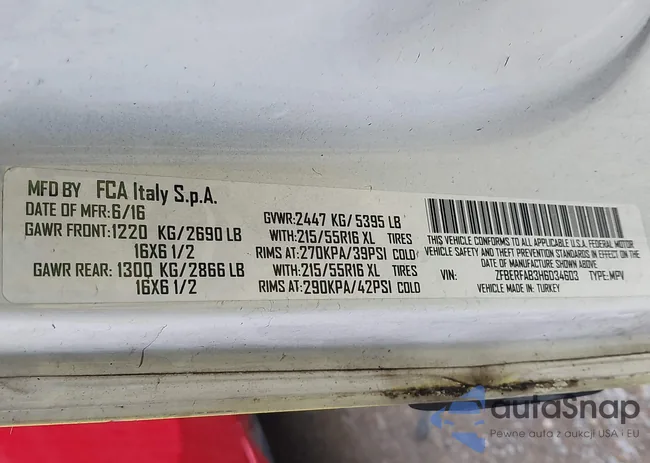 MFD BY FCA Italy S.p.A.
DATE OF MFR:6/16
GVWR:2447 KG/5395 LB
GAWR FRONT:1220 KG/2690 LB WITH:215/55R16 XL TIRES
16X6 1/2 RIMS AT:270KPA/39PSI COLD
GAWR REAR:1300 KG/2866 LB WITH:215/55R16 XL TIRES
16X6 1/2 RIMS AT:290KPA/42PSI COLD
THIS VEHICLE CONFORMS TO ALL APPLICABLE U.S.A. FEDERAL MOTOR
VEHICLE SAFETY AND THEFT PREVENTION STANDARDS IN EFFECT ON THE
DATE OF MANUFACTURE SHOWN ABOVE
VIN: ZFBERFAB3H6D34603 TYPE:MPV
VEHICLE MADE IN: TURKEY
autaSnap
Pewne auta z aukcji USA i EU